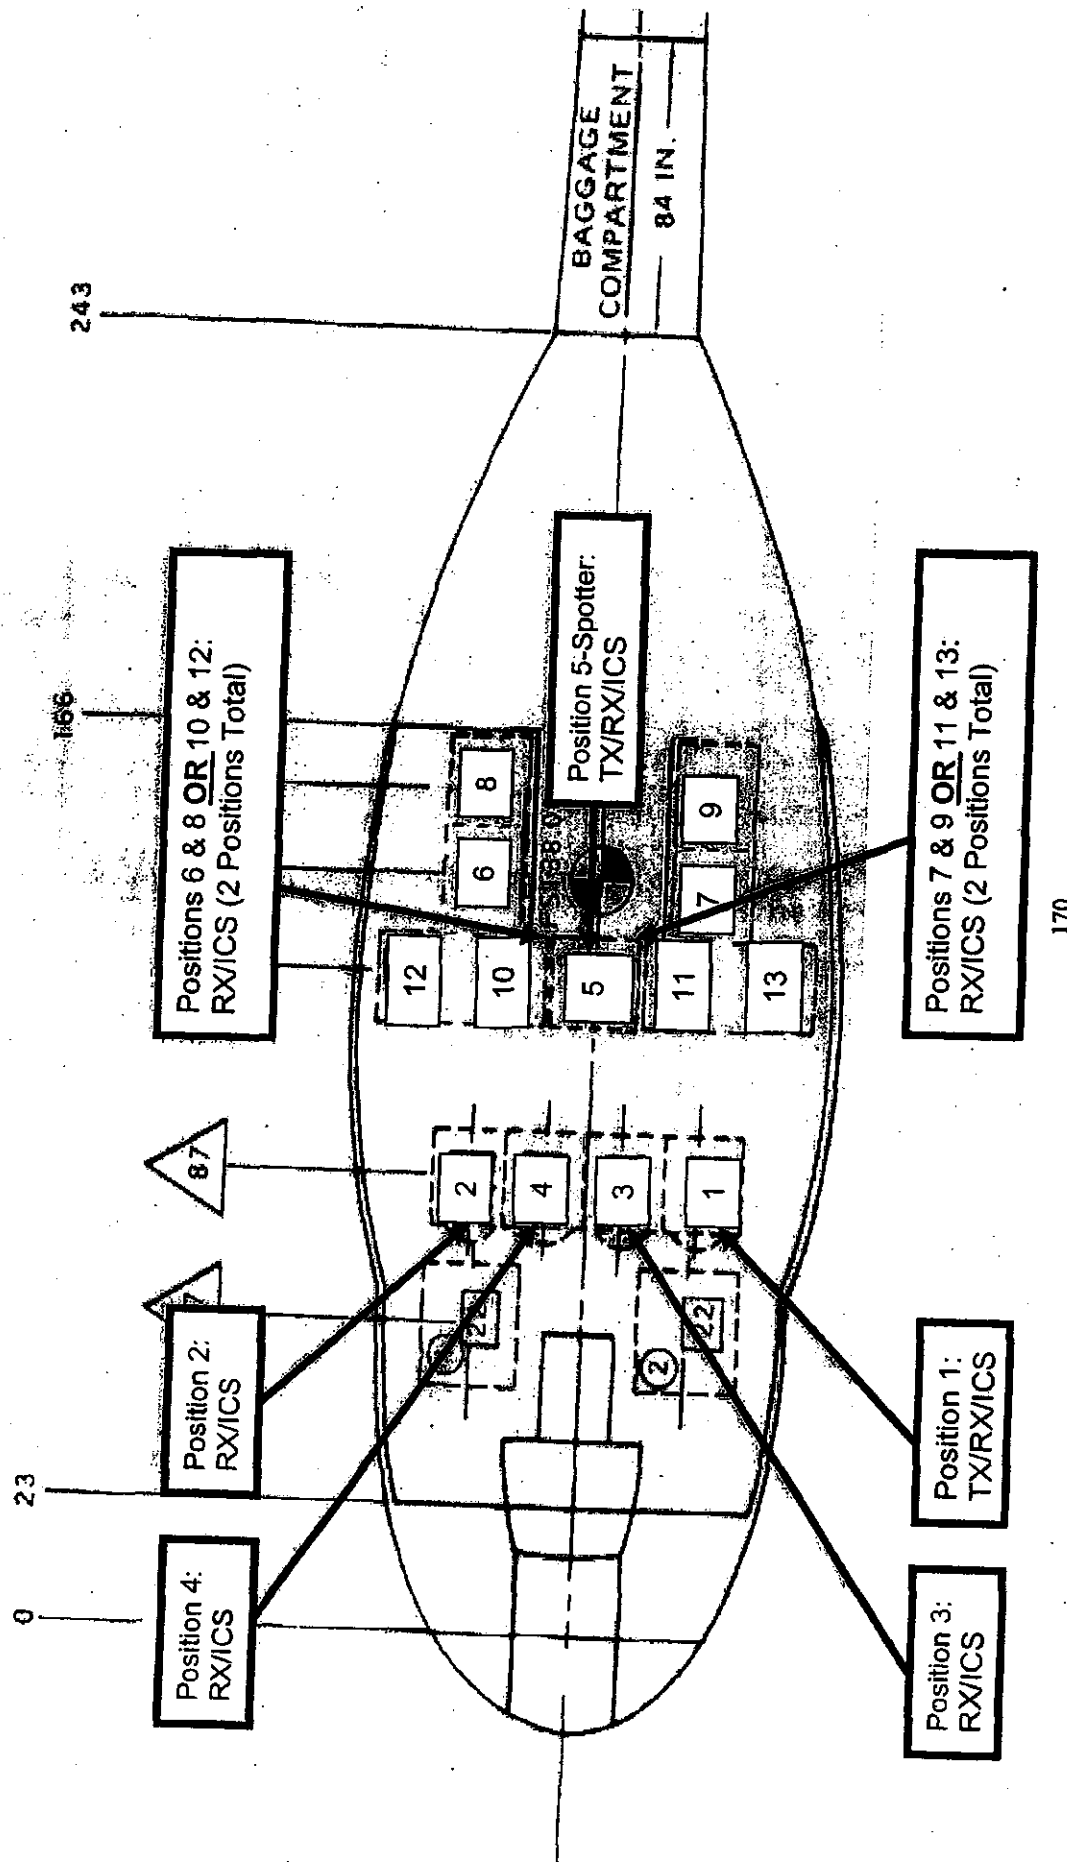 0
23
243
166
87
7
Position 4:
RX/ICS
Position 2:
RX/ICS
Positions 6 & 8 OR 10 & 12:
RX/ICS (2 Positions Total)
BAGGAGE
COMPARTMENT
84 IN.
Position 5-Spotter:
TX/RX/ICS
12
10
6
8
5
11
13
7
9
2
4
3
1
22
22
2
Position 3:
RX/ICS
Position 1:
TX/RX/ICS
Positions 7 & 9 OR 11 & 13:
RX/ICS (2 Positions Total)
170